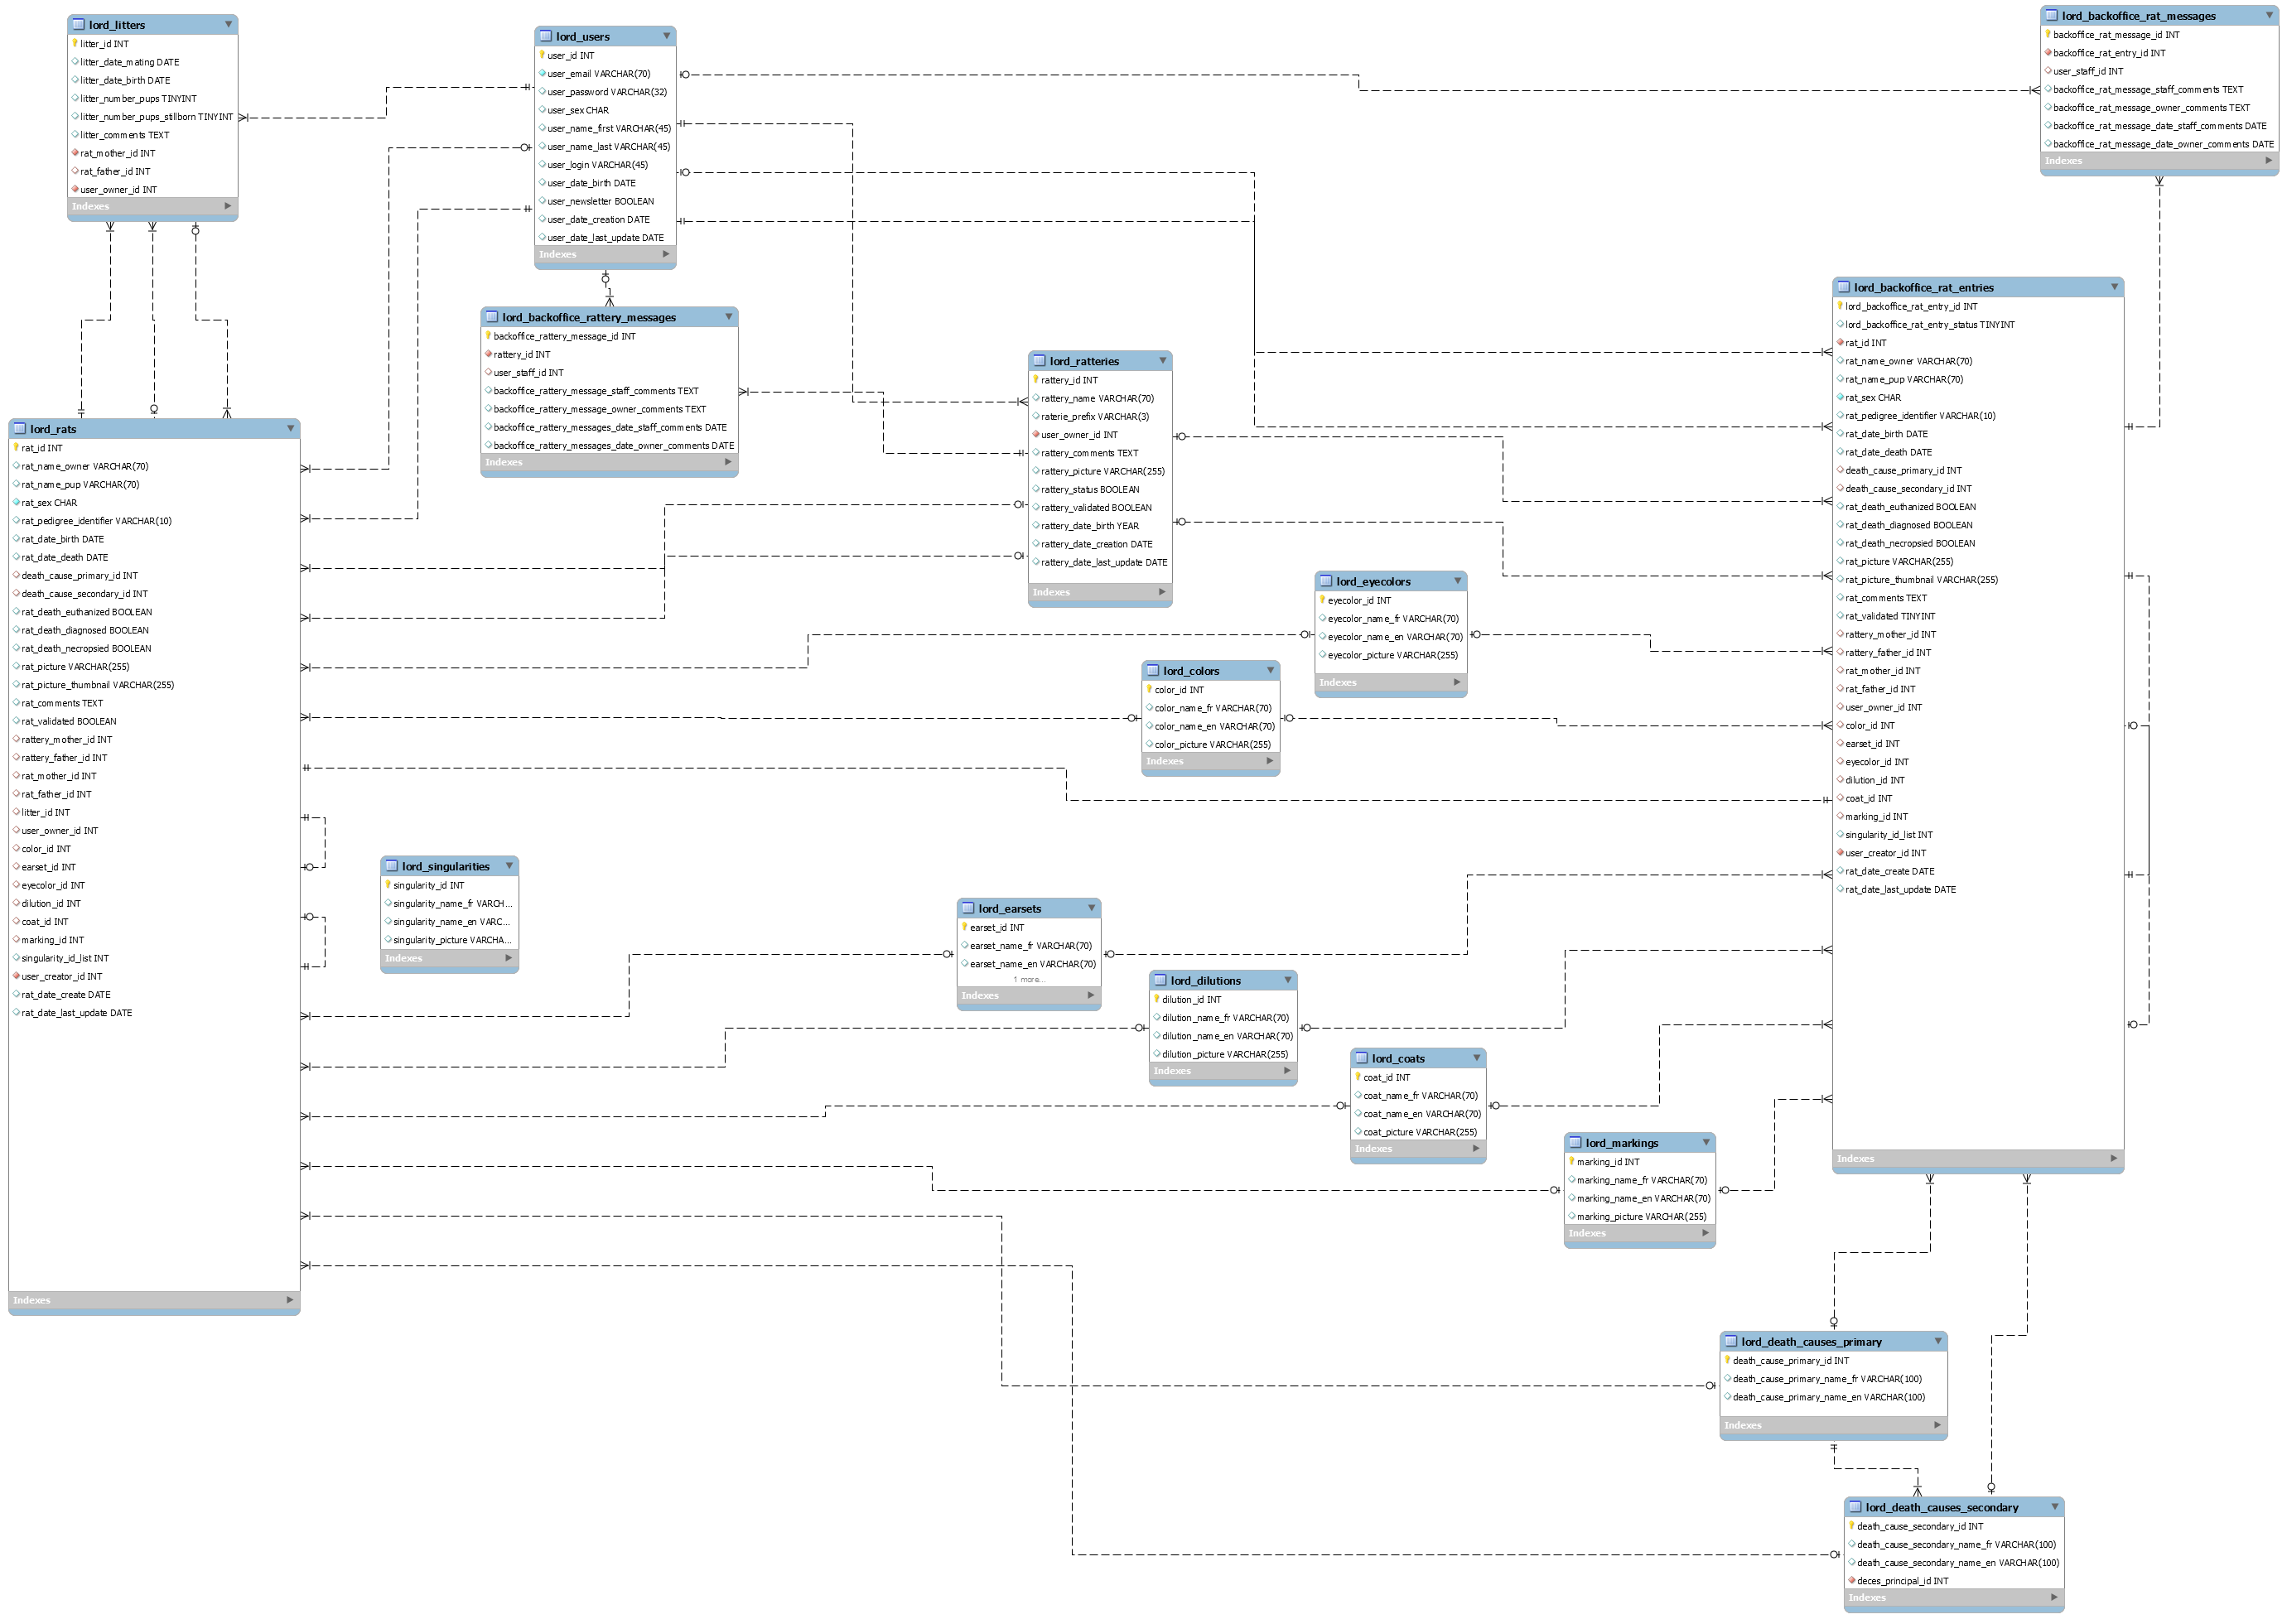 lord_litters
litter_id INT
litter_date_mating DATE
litter_date_birth DATE
litter_number_pups TINYINT
litter_number_pups_stillborn TINYINT
litter_comments TEXT
rat_mother_id INT
rat_father_id INT
user_owner_id INT
Indexes
lord_users
user_id INT
user_email VARCHAR(70)
user_password VARCHAR(32)
user_sex CHAR
user_name_first VARCHAR(45)
user_name_last VARCHAR(45)
user_login VARCHAR(45)
user_date_birth DATE
user_newsletter BOOLEAN
user_date_creation DATE
user_date_last_update DATE
Indexes
lord_backoffice_rat_messages
backoffice_rat_message_id INT
backoffice_rat_entry_id INT
user_staff_id INT
backoffice_rat_message_staff_comments TEXT
backoffice_rat_message_owner_comments TEXT
backoffice_rat_message_date_staff_comments DATE
backoffice_rat_message_date_owner_comments DATE
Indexes
lord_backoffice_rattery_messages
backoffice_rattery_message_id INT
rattery_id INT
user_staff_id INT
backoffice_rattery_message_staff_comments TEXT
backoffice_rattery_message_owner_comments TEXT
backoffice_rattery_messages_date_staff_comments DATE
backoffice_rattery_messages_date_owner_comments DATE
Indexes
lord_ratteries
rattery_id INT
rattery_name VARCHAR(70)
raterie_prefix VARCHAR(3)
user_owner_id INT
rattery_comments TEXT
rattery_picture VARCHAR(255)
rattery_status BOOLEAN
rattery_validated BOOLEAN
rattery_date_birth YEAR
rattery_date_creation DATE
rattery_date_last_update DATE
Indexes
lord_backoffice_rat_entries
lord_backoffice_rat_entry_id INT
lord_backoffice_rat_entry_status TINYINT
rat_id INT
rat_name_owner VARCHAR(70)
rat_name_pup VARCHAR(70)
rat_sex CHAR
rat_pedigree_identifier VARCHAR(10)
rat_date_birth DATE
rat_date_death DATE
death_cause_primary_id INT
death_cause_secondary_id INT
rat_death_euthanized BOOLEAN
rat_death_diagnosed BOOLEAN
rat_death_necropsied BOOLEAN
rat_picture VARCHAR(255)
rat_picture_thumbnail VARCHAR(255)
rat_comments TEXT
rat_validated TINYINT
rattery_mother_id INT
rattery_father_id INT
rat_mother_id INT
rat_father_id INT
user_owner_id INT
color_id INT
earset_id INT
eyecolor_id INT
dilution_id INT
coat_id INT
marking_id INT
singularity_id_list INT
user_creator_id INT
rat_date_create DATE
rat_date_last_update DATE
Indexes
lord_rats
rat_id INT
rat_name_owner VARCHAR(70)
rat_name_pup VARCHAR(70)
rat_sex CHAR
rat_pedigree_identifier VARCHAR(10)
rat_date_birth DATE
rat_date_death DATE
death_cause_primary_id INT
death_cause_secondary_id INT
rat_death_euthanized BOOLEAN
rat_death_diagnosed BOOLEAN
rat_death_necropsied BOOLEAN
rat_picture VARCHAR(255)
rat_picture_thumbnail VARCHAR(255)
rat_comments TEXT
rat_validated BOOLEAN
rattery_mother_id INT
rattery_father_id INT
rat_mother_id INT
rat_father_id INT
litter_id INT
user_owner_id INT
color_id INT
earset_id INT
eyecolor_id INT
dilution_id INT
coat_id INT
marking_id INT
singularity_id_list INT
user_creator_id INT
rat_date_create DATE
rat_date_last_update DATE
Indexes
lord_eyecolors
eyecolor_id INT
eyecolor_name_fr VARCHAR(70)
eyecolor_name_en VARCHAR(70)
eyecolor_picture VARCHAR(255)
Indexes
lord_colors
color_id INT
color_name_fr VARCHAR(70)
color_name_en VARCHAR(70)
color_picture VARCHAR(255)
Indexes
lord_singularities
singularity_id INT
singularity_name_fr VARCH...
singularity_name_en VARC...
singularity_picture VARCHA...
Indexes
lord_earsets
earset_id INT
earset_name_fr VARCHAR(70)
earset_name_en VARCHAR(70)
1 more...
Indexes
lord_dilutions
dilution_id INT
dilution_name_fr VARCHAR(70)
dilution_name_en VARCHAR(70)
dilution_picture VARCHAR(255)
Indexes
lord_coats
coat_id INT
coat_name_fr VARCHAR(70)
coat_name_en VARCHAR(70)
coat_picture VARCHAR(255)
Indexes
lord_markings
marking_id INT
marking_name_fr VARCHAR(70)
marking_name_en VARCHAR(70)
marking_picture VARCHAR(255)
Indexes
lord_death_causes_primary
death_cause_primary_id INT
death_cause_primary_name_fr VARCHAR(100)
death_cause_primary_name_en VARCHAR(100)
Indexes
lord_death_causes_secondary
death_cause_secondary_id INT
death_cause_secondary_name_fr VARCHAR(100)
death_cause_secondary_name_en VARCHAR(100)
deces_principal_id INT
Indexes